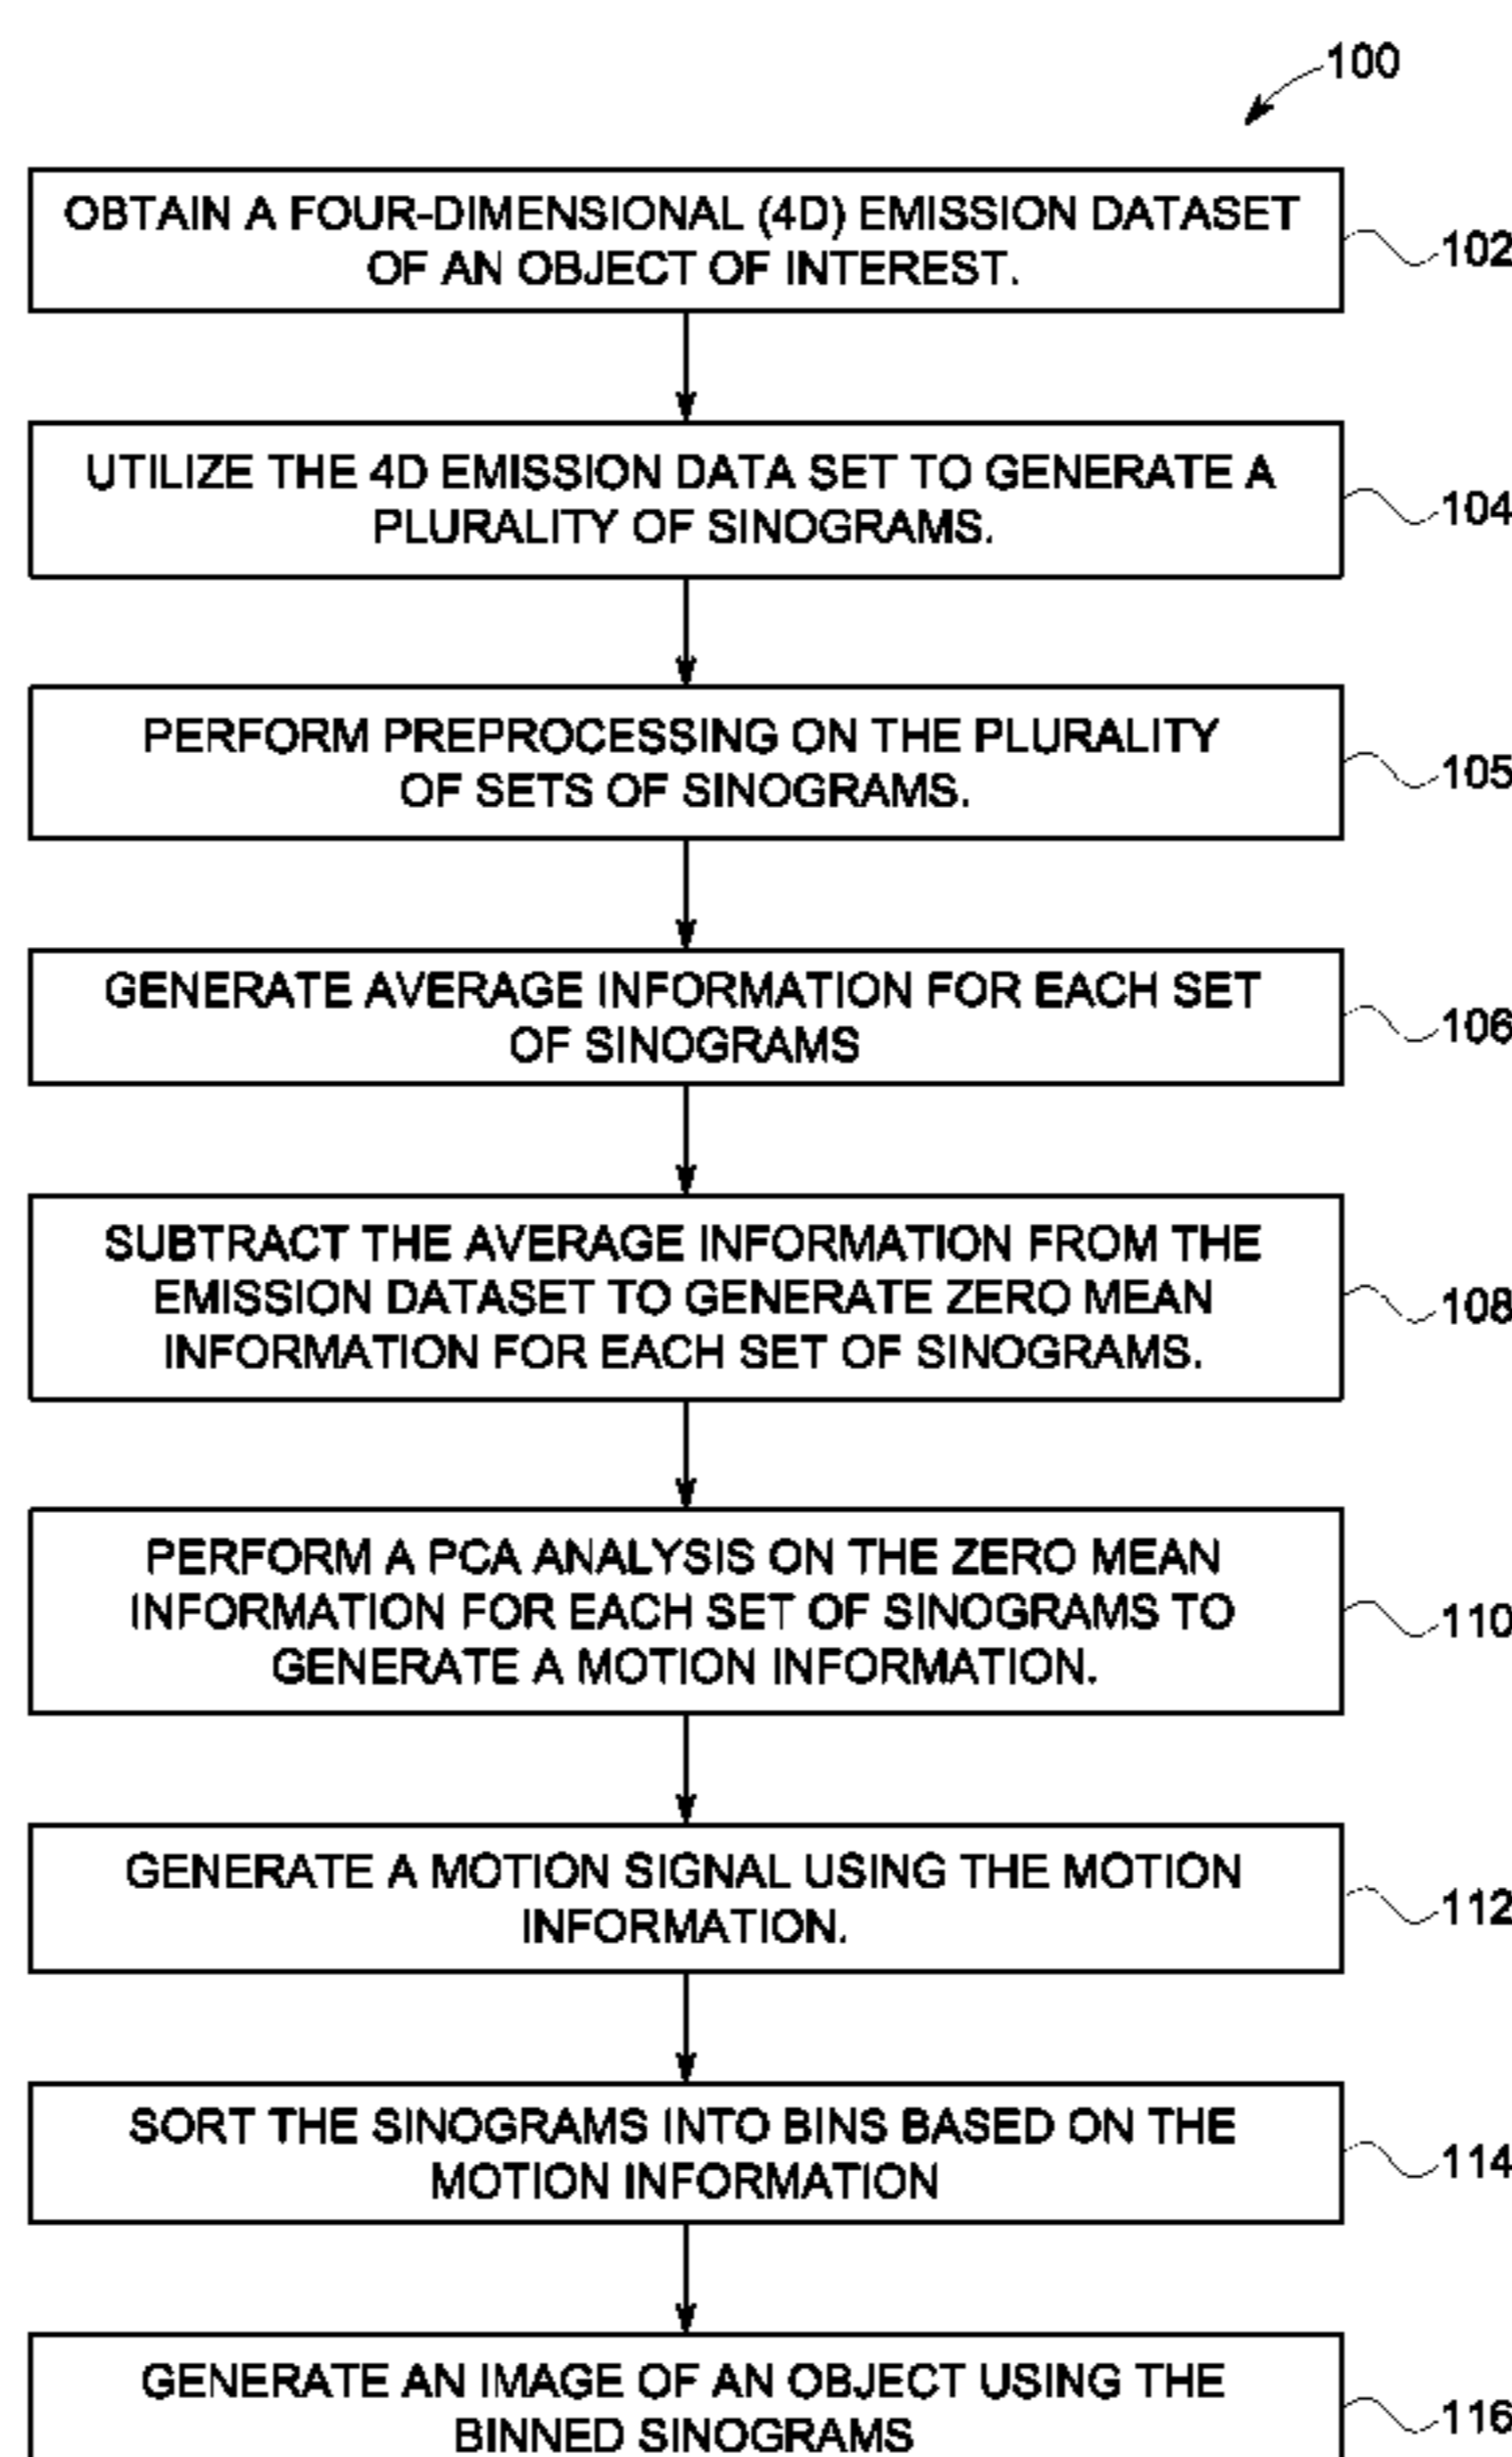 100
OBTAIN A FOUR-DIMENSIONAL (4D) EMISSION DATASET
OF AN OBJECT OF INTEREST.
102
UTILIZE THE 4D EMISSION DATA SET TO GENERATE A
PLURALITY OF SINOGRAMS.
104
PERFORM PREPROCESSING ON THE PLURALITY
OF SETS OF SINOGRAMS.
105
GENERATE AVERAGE INFORMATION FOR EACH SET
OF SINOGRAMS
106
SUBTRACT THE AVERAGE INFORMATION FROM THE
EMISSION DATASET TO GENERATE ZERO MEAN
INFORMATION FOR EACH SET OF SINOGRAMS.
108
PERFORM A PCA ANALYSIS ON THE ZERO MEAN
INFORMATION FOR EACH SET OF SINOGRAMS TO
GENERATE A MOTION INFORMATION.
110
GENERATE A MOTION SIGNAL USING THE MOTION
INFORMATION.
112
SORT THE SINOGRAMS INTO BINS BASED ON THE
MOTION INFORMATION
114
GENERATE AN IMAGE OF AN OBJECT USING THE
BINNED SINOGRAMS
116